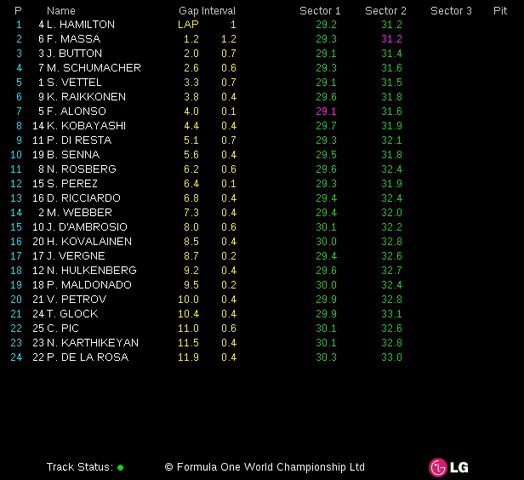 P Name Gap Interval Sector 1 Sector 2 Sector 3 Pit
1 4 L. HAMILTON LAP 1 29.2 31.2
2 6 F. MASSA 1.2 1.2 29.3 31.2
3 3 J. BUTTON 2.0 0.7 29.1 31.4
4 7 M. SCHUMACHER 2.6 0.6 29.3 31.6
5 1 S. VETTEL 3.3 0.7 29.1 31.5
6 9 K. RAIKKONEN 3.8 0.4 29.6 31.8
7 5 F. ALONSO 4.0 0.1 29.1 31.6
8 14 K. KOBAYASHI 4.4 0.4 29.7 31.9
9 11 P. DI RESTA 5.1 0.7 29.3 32.1
10 19 B. SENNA 5.6 0.4 29.5 31.8
11 8 N. ROSBERG 6.2 0.6 29.6 32.4
12 15 S. PEREZ 6.4 0.1 29.3 31.9
13 16 D. RICCIARDO 6.8 0.4 29.4 32.4
14 2 M. WEBBER 7.3 0.4 29.4 32.0
15 10 J. D'AMBROSIO 8.0 0.6 30.1 32.2
16 20 H. KOVALAINEN 8.5 0.4 30.0 32.8
17 17 J. VERGNE 8.7 0.2 29.4 32.6
18 12 N. HULKENBERG 9.2 0.4 29.6 32.7
19 18 P. MALDONADO 9.5 0.2 30.0 32.4
20 21 V. PETROV 10.0 0.4 29.9 32.8
21 24 T. GLOCK 10.4 0.4 29.9 33.1
22 25 C. PIC 11.0 0.6 30.1 32.6
23 23 N. KARTHIKEYAN 11.5 0.4 30.1 32.8
24 22 P. DE LA ROSA 11.9 0.4 30.3 33.0
Track Status: © Formula One World Championship Ltd LG